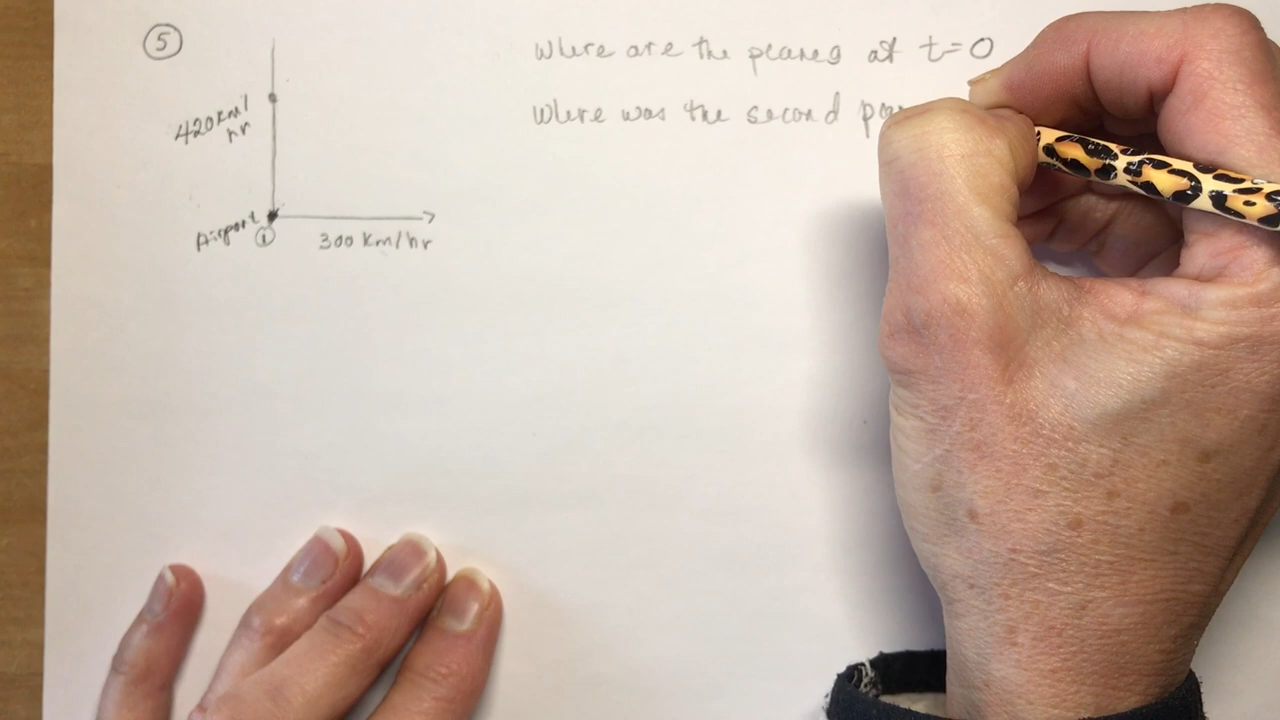 5
where are the planes at t=0
where was the second
420 km/
hr
Airport
1
300 km/hr